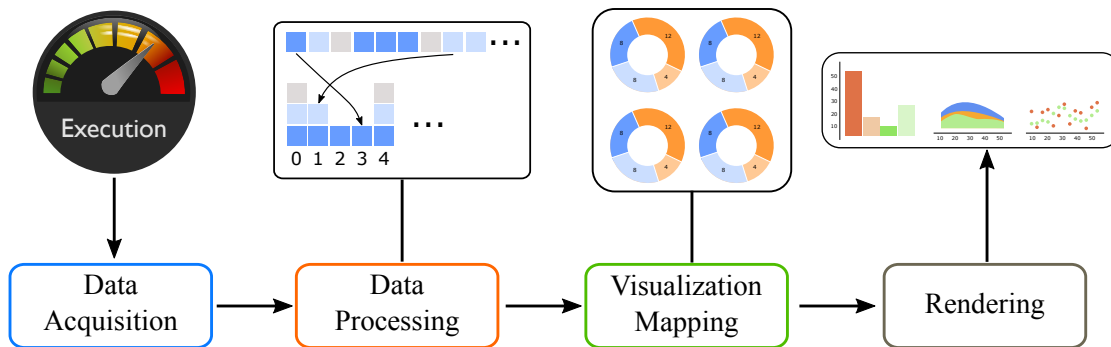 Execution
...
0 1 2 3 4
...
8 12
8 4
8 12
8 4
8 12
8 4
8 12
8 4
50
40
30
20
10
10 20 30 40 50
10 20 30 40 50
Data
Acquisition
Data
Processing
Visualization
Mapping
Rendering